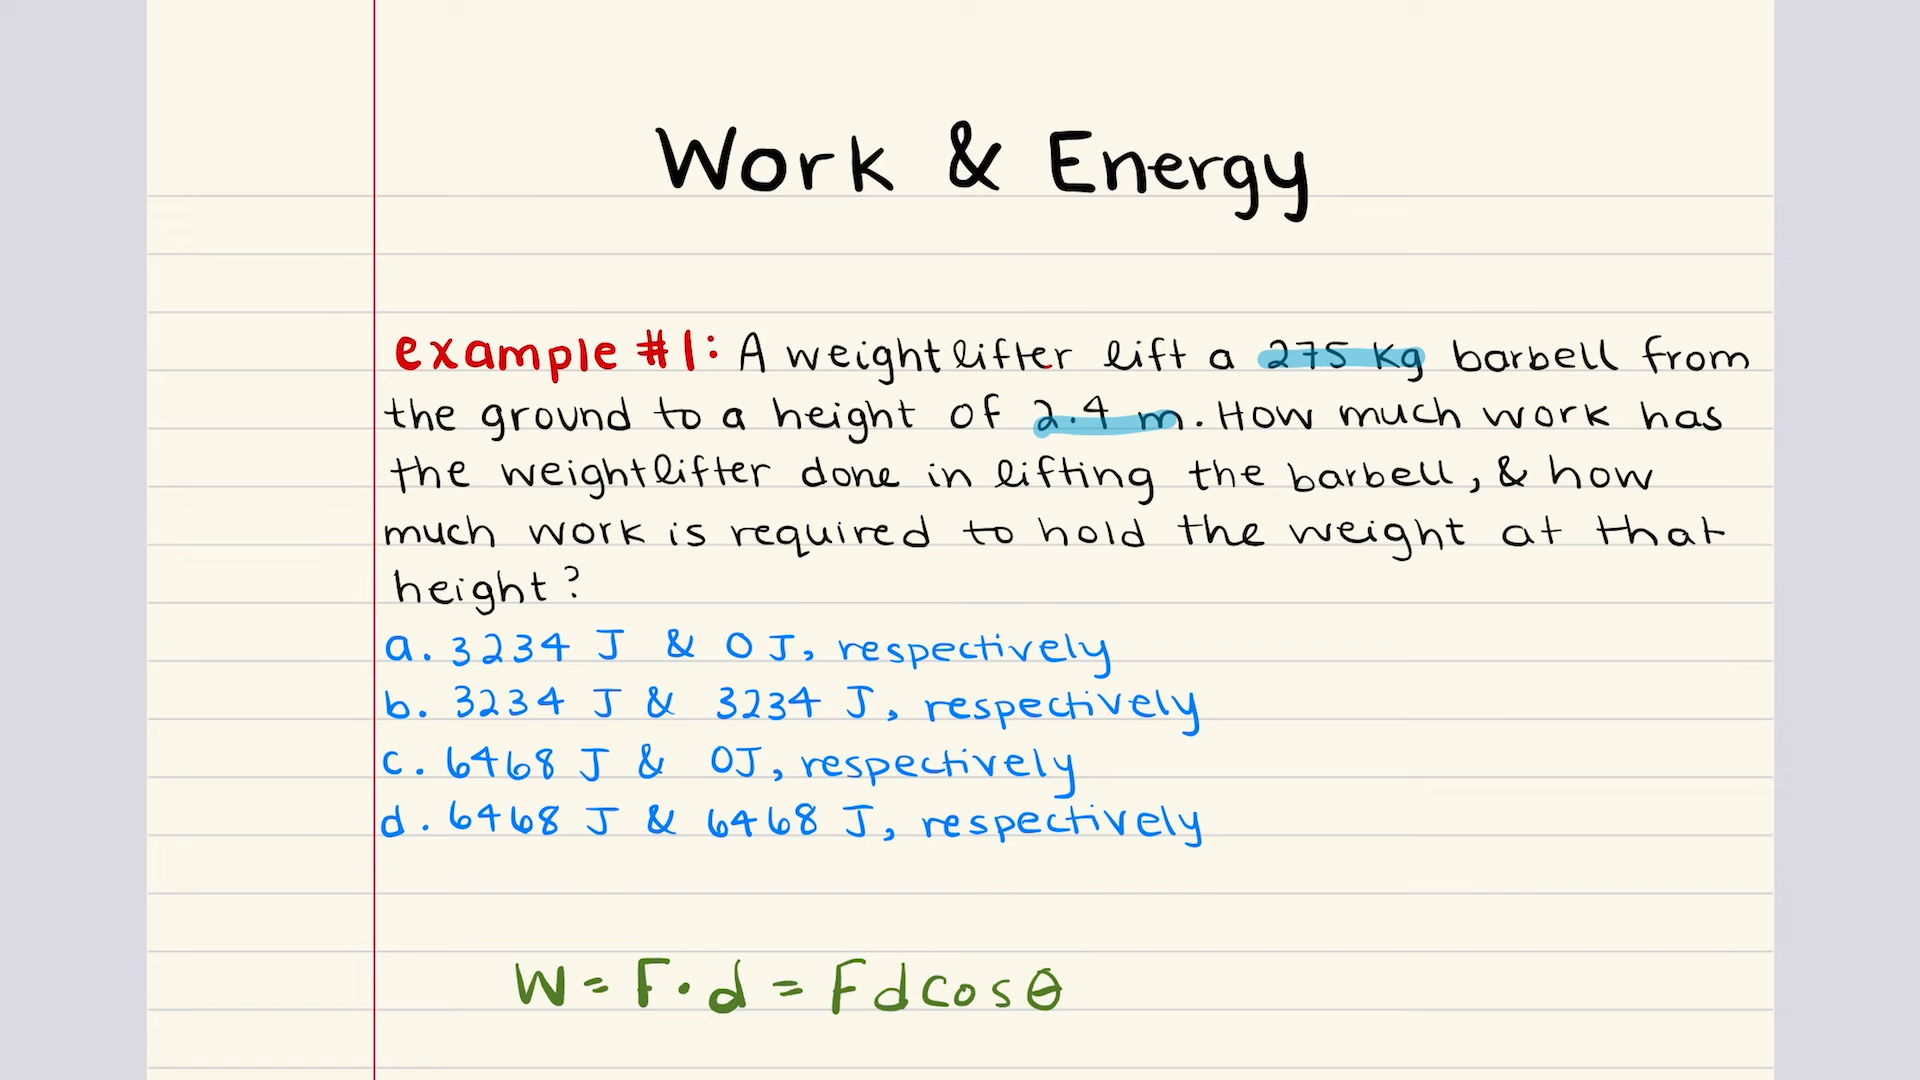 Work & Energy
example #1: A weightlifter lift a 275 kg barbell from
the ground to a height of 2.4 m. How much work has
the weightlifter done in lifting the barbell, & how
much work is required to hold the weight at that
height?
a. 3234 J & 0 J, respectively
b. 3234 J & 3234 J, respectively
c. 6468 J & 0J, respectively
d. 6468 J & 6468 J, respectively
W = F · d = Fdcosθ